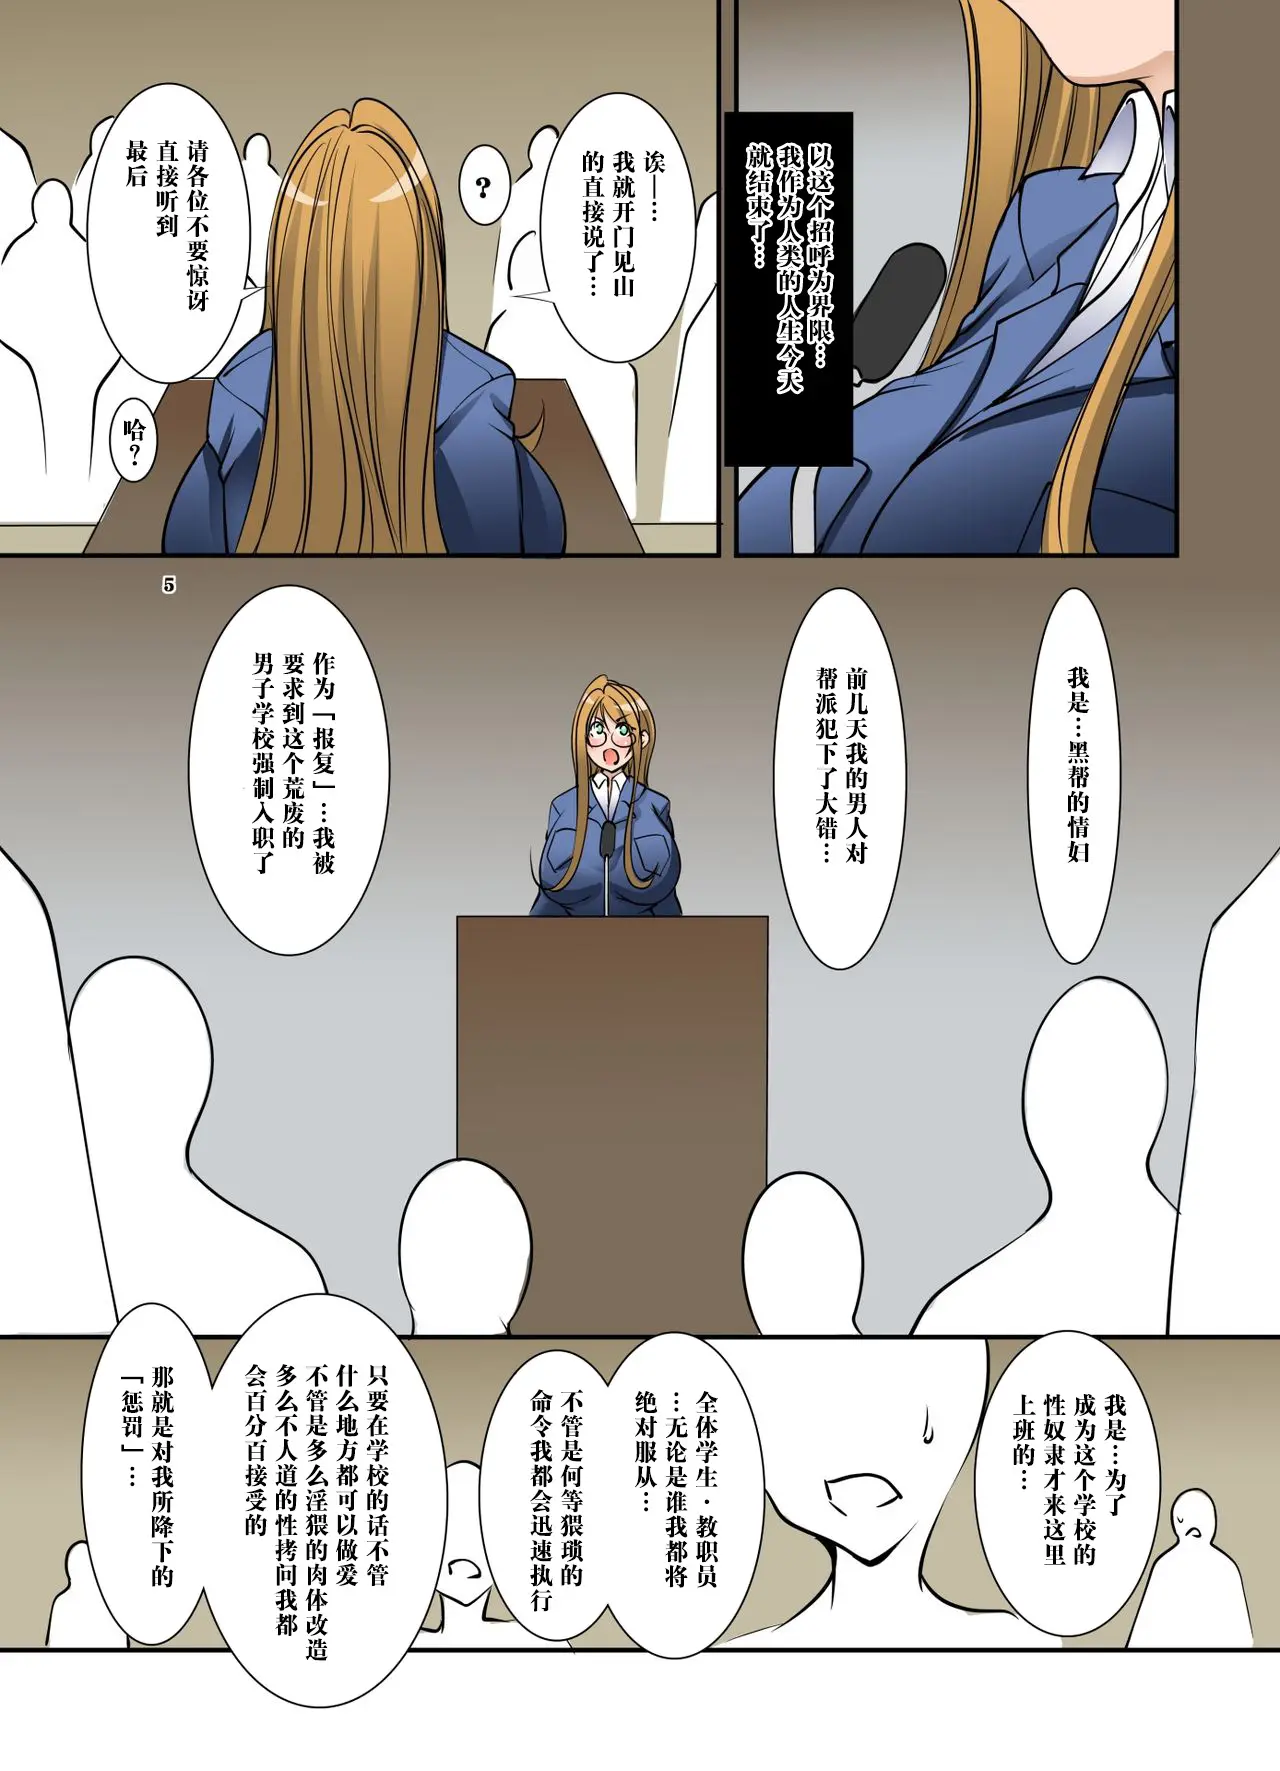 以这个招呼为界限…
我作为人类的人生今天
就结束了…
诶——…
我就开门见山
的直接说了…
？
请各位不要惊讶
直接听到
最后
哈？
5
我是…黑帮的情妇
前几天我的男人对
帮派犯下了大错…
作为「报复」…我被
要求到这个荒废的
男子学校强制入职了
我是…为了
成为这个学校的
性奴隶才来这里
上班的…
全体学生·教职员
…无论是谁我都将
绝对服从…
不管是何等猥琐的
命令我都会迅速执行
只要在学校的话不管
什么地方都可以做爱
不管是多么淫猥的肉体改造
多么不人道的性拷问我都
会百分百接受的
那就是对我所降下的
「惩罚」…